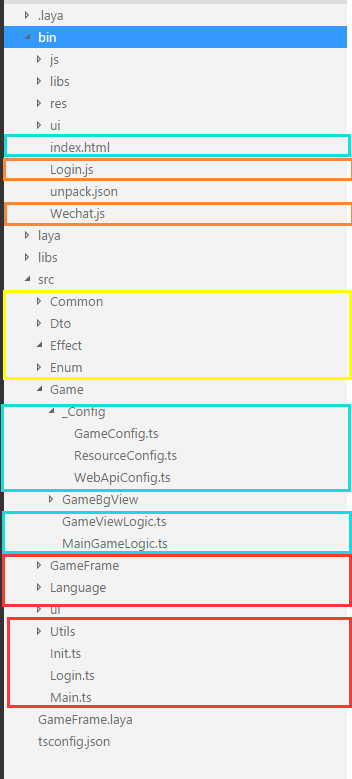 .laya
bin
js
libs
res
ui
index.html
Login.js
unpack.json
Wechat.js
laya
libs
src
Common
Dto
Effect
Enum
Game
_Config
GameConfig.ts
ResourceConfig.ts
WebApiConfig.ts
GameBgView
GameViewLogic.ts
MainGameLogic.ts
GameFrame
Language
ui
Utils
Init.ts
Login.ts
Main.ts
GameFrame.laya
tsconfig.json